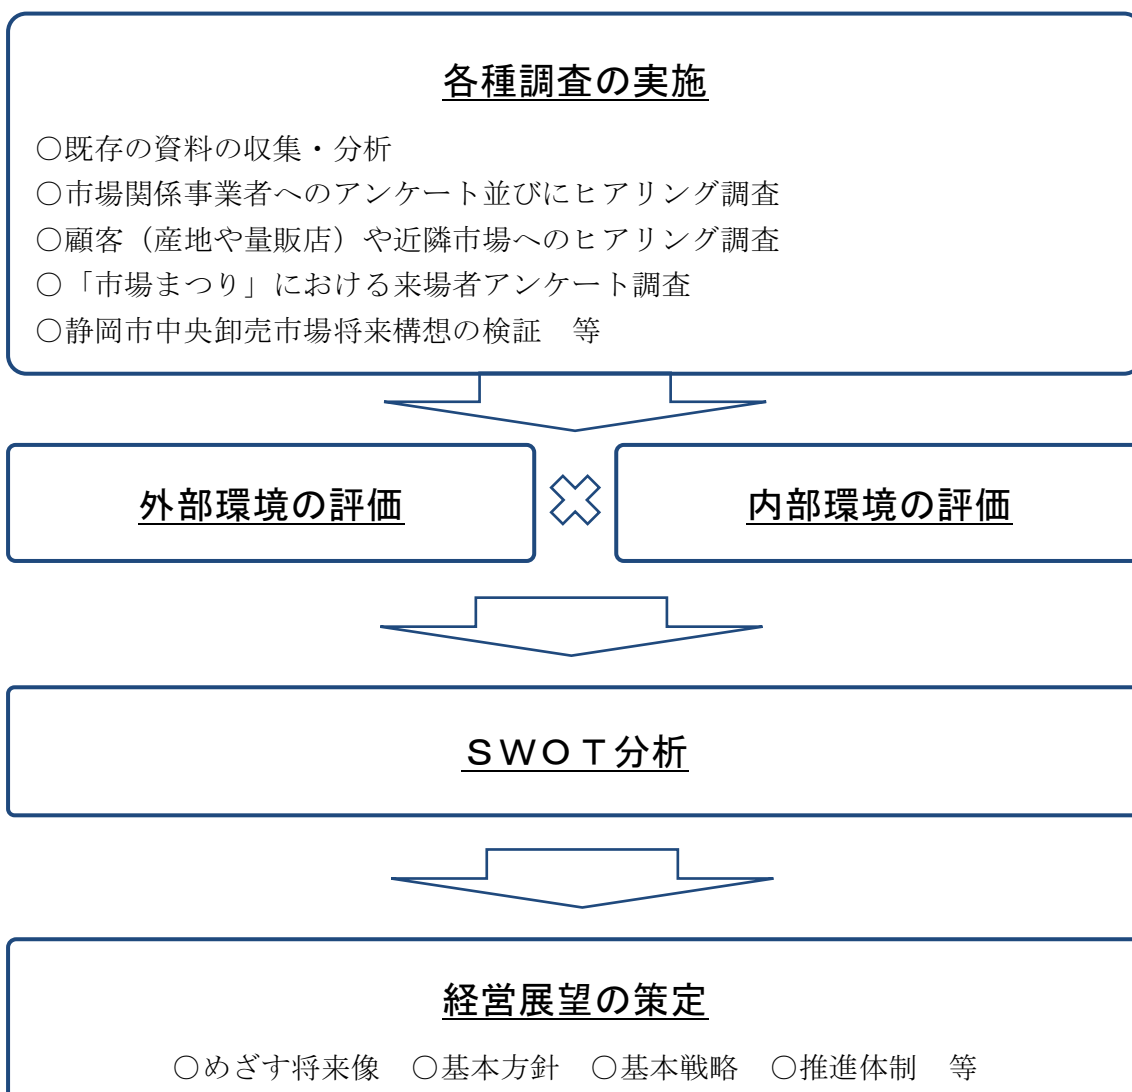 各種調査の実施
○既存の資料の収集・分析
○市場関係事業者へのアンケート並びにヒアリング調査
○顧客（産地や量販店）や近隣市場へのヒアリング調査
○「市場まつり」における来場者アンケート調査
○静岡市中央卸売市場将来構想の検証　等
外部環境の評価
内部環境の評価
ＳＷＯＴ分析
経営展望の策定
○めざす将来像　○基本方針　○基本戦略　○推進体制　等